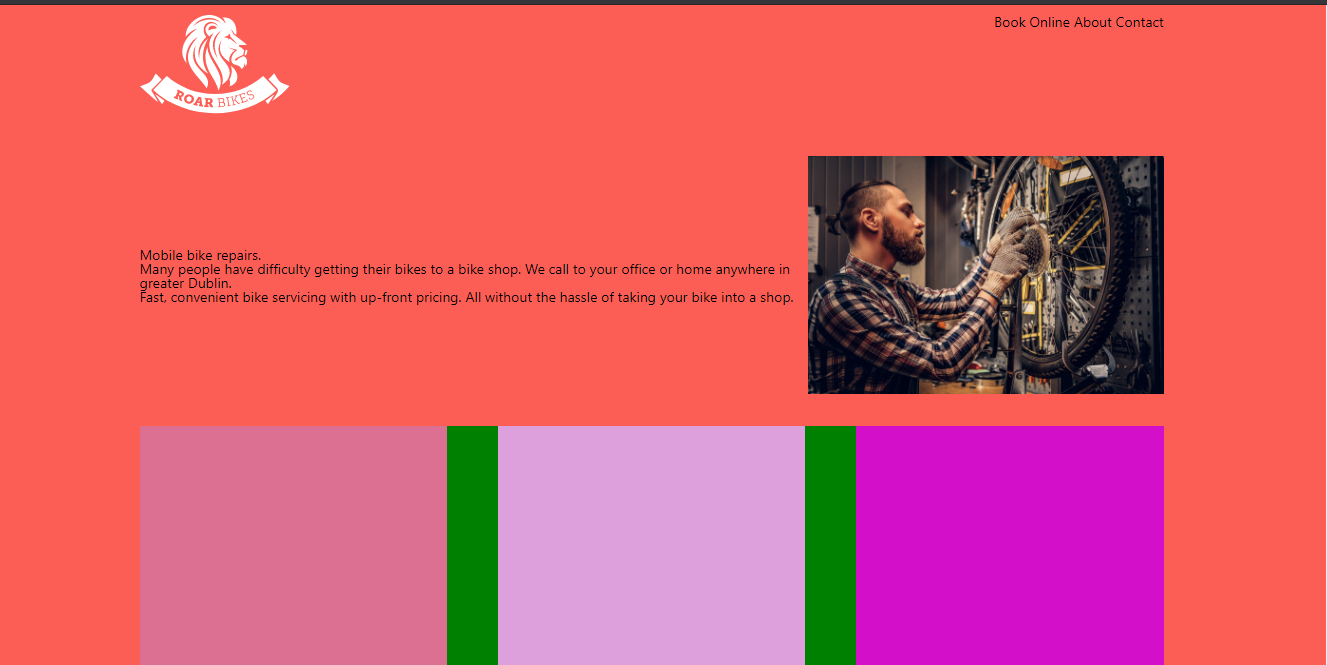 ROAR BIKES
Book Online About Contact
Mobile bike repairs.
Many people have difficulty getting their bikes to a bike shop. We call to your office or home anywhere in
greater Dublin.
Fast, convenient bike servicing with up-front pricing. All without the hassle of taking your bike into a shop.